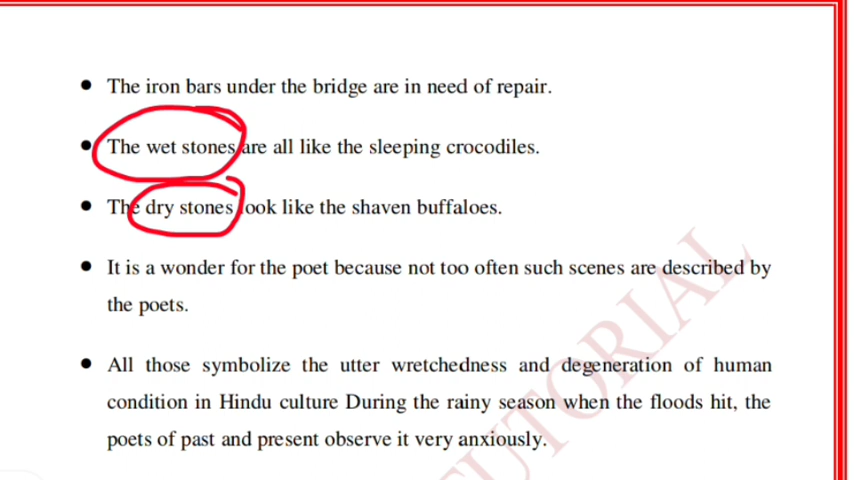 • The iron bars under the bridge are in need of repair.
• The wet stones are all like the sleeping crocodiles.
• The dry stones look like the shaven buffaloes.
• It is a wonder for the poet because not too often such scenes are described by
the poets.
• All those symbolize the utter wretchedness and degeneration of human
condition in Hindu culture During the rainy season when the floods hit, the
poets of past and present observe it very anxiously.
TUTORIAL